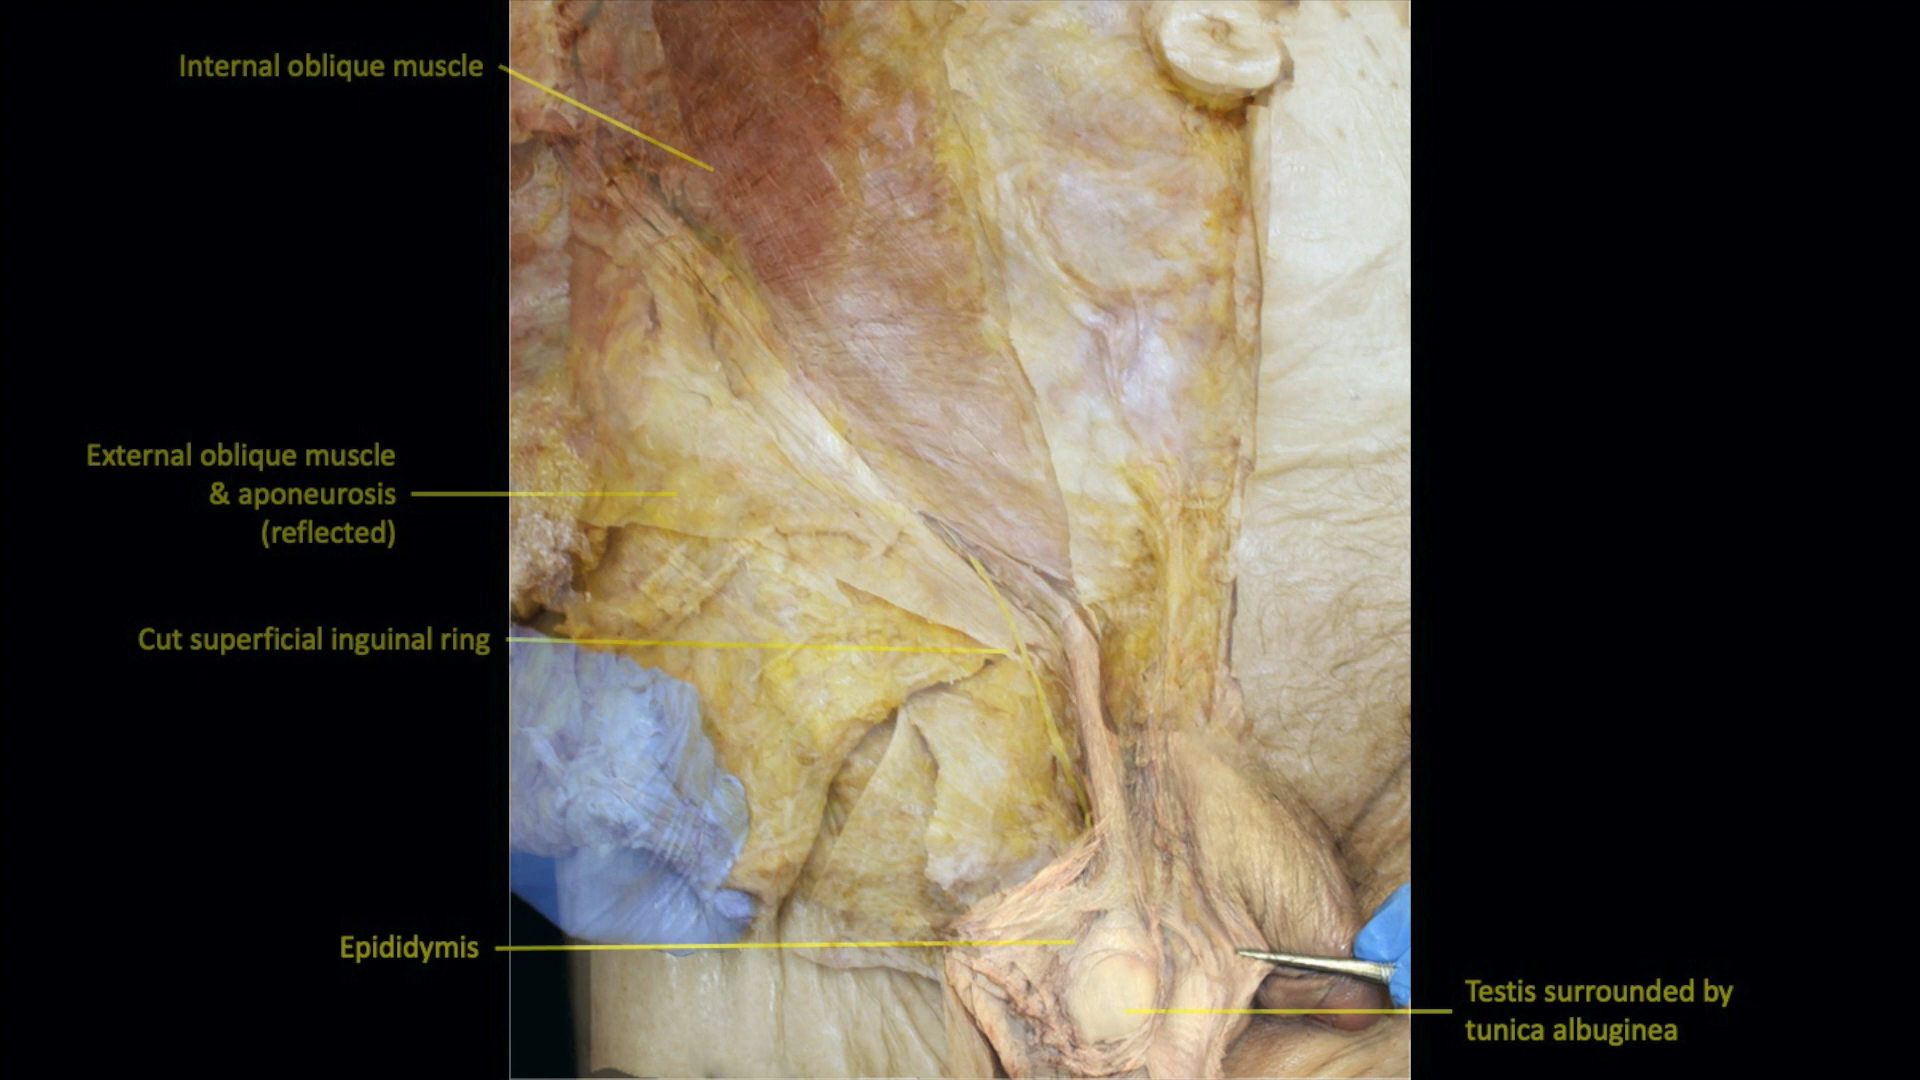 Internal oblique muscle
External oblique muscle
& aponeurosis
(reflected)
Cut superficial inguinal ring
Epididymis
Testis surrounded by
tunica albuginea